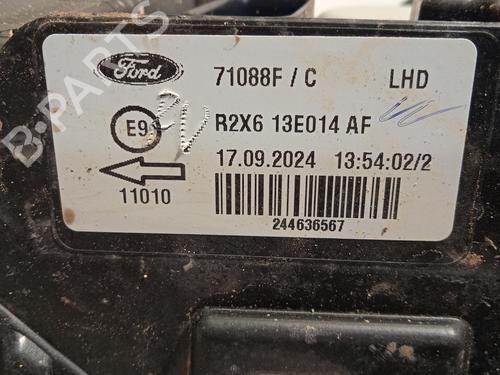 Ford
71088F / C
LHD
E9
R2X6 13E014 AF
17.09.2024 13:54:02/2
11010
244636567
B-PARTS